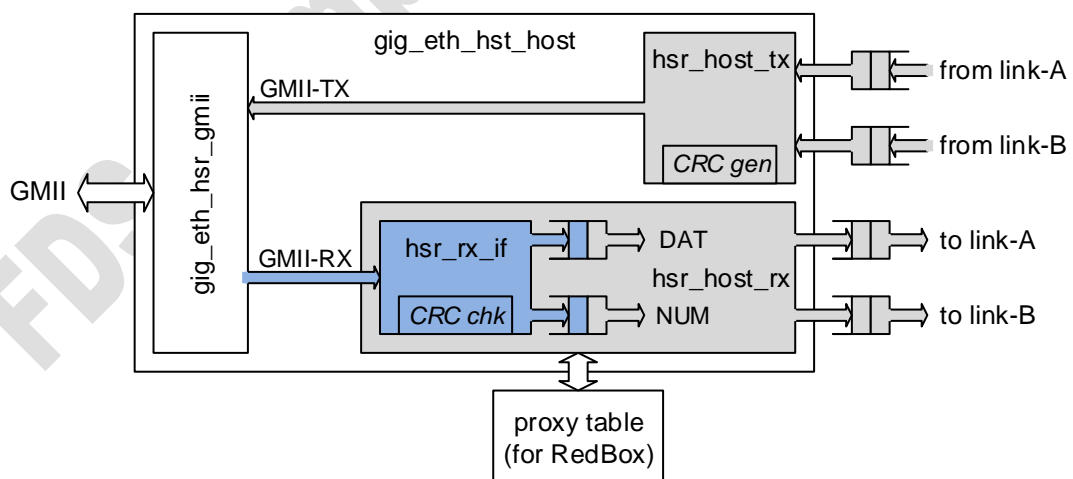 gig_eth_hst_host
hsr_host_tx
from link-A
GMII-TX
from link-B
CRC gen
GMII
gig_eth_hsr_gmii
GMII-RX
hsr_rx_if
DAT
to link-A
hsr_host_rx
CRC chk
NUM
to link-B
proxy table
(for RedBox)
FDS